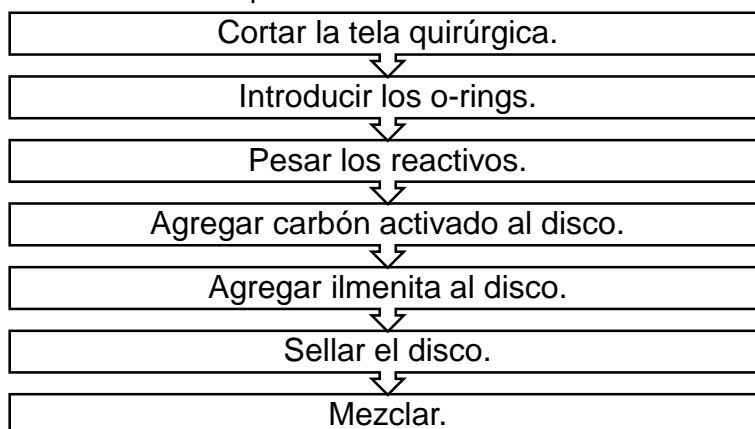 Cortar la tela quirúrgica.
Introducir los o-rings.
Pesar los reactivos.
Agregar carbón activado al disco.
Agregar ilmenita al disco.
Sellar el disco.
Mezclar.